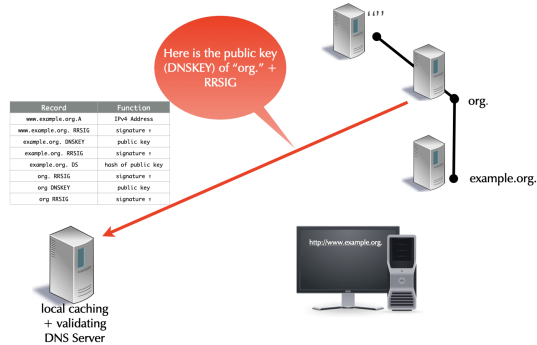 “”
Here is the public key
(DNSKEY) of “org.” +
RRSIG
org.
Record Function
www.example.org.A IPv4 Address
www.example.org. RRSIG signature ↑
example.org. DNSKEY public key
example.org. RRSIG signature ↑
example.org. DS hash of public key
org. RRSIG signature ↑
org DNSKEY public key
org RRSIG signature ↑
example.org.
http://www.example.org.
local caching
+ validating
DNS Server